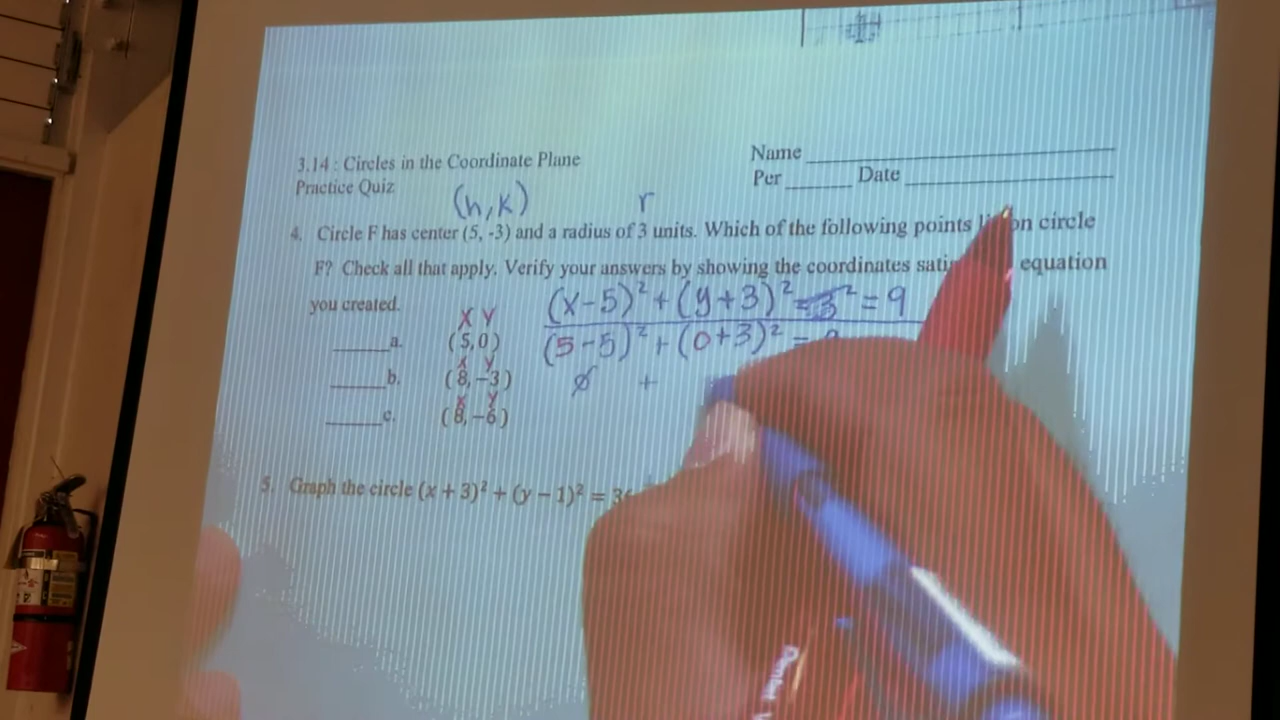 3.14 : Circles in the Coordinate Plane
Name
Practice Quiz
Per Date
(h,k) r
4. Circle F has center (5, -3) and a radius of 3 units. Which of the following points on circle
F? Check all that apply. Verify your answers by showing the coordinates equation
you created.
(x-5)²+(y+3)²=3²=9
X Y
a. (5,0)
(5-5)²+(0+3)²=
x y
b. (8,-3)
∅ +
x y
c. (8,-6)
5. Graph the circle (x + 3)² + (y – 1)² =
Pentel